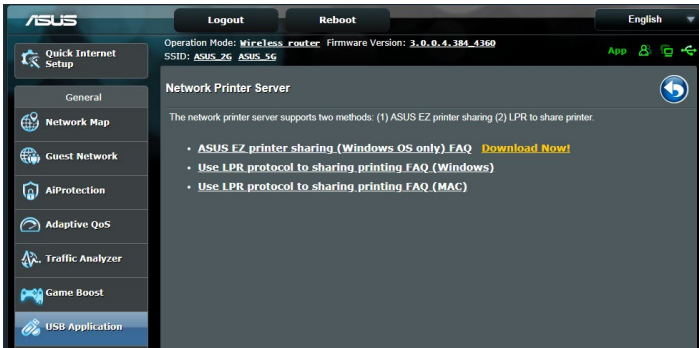 ASUS
Logout
Reboot
English
Quick Internet
Setup
Operation Mode: Wireless router Firmware Version: 3.0.0.4.384_4360
SSID: ASUS_2G ASUS_5G
App
General
Network Map
Guest Network
AiProtection
Adaptive QoS
Traffic Analyzer
Game Boost
USB Application
Network Printer Server
The network printer server supports two methods: (1) ASUS EZ printer sharing (2) LPR to share printer.
ASUS EZ printer sharing (Windows OS only) FAQ Download Now!
Use LPR protocol to sharing printing FAQ (Windows)
Use LPR protocol to sharing printing FAQ (MAC)